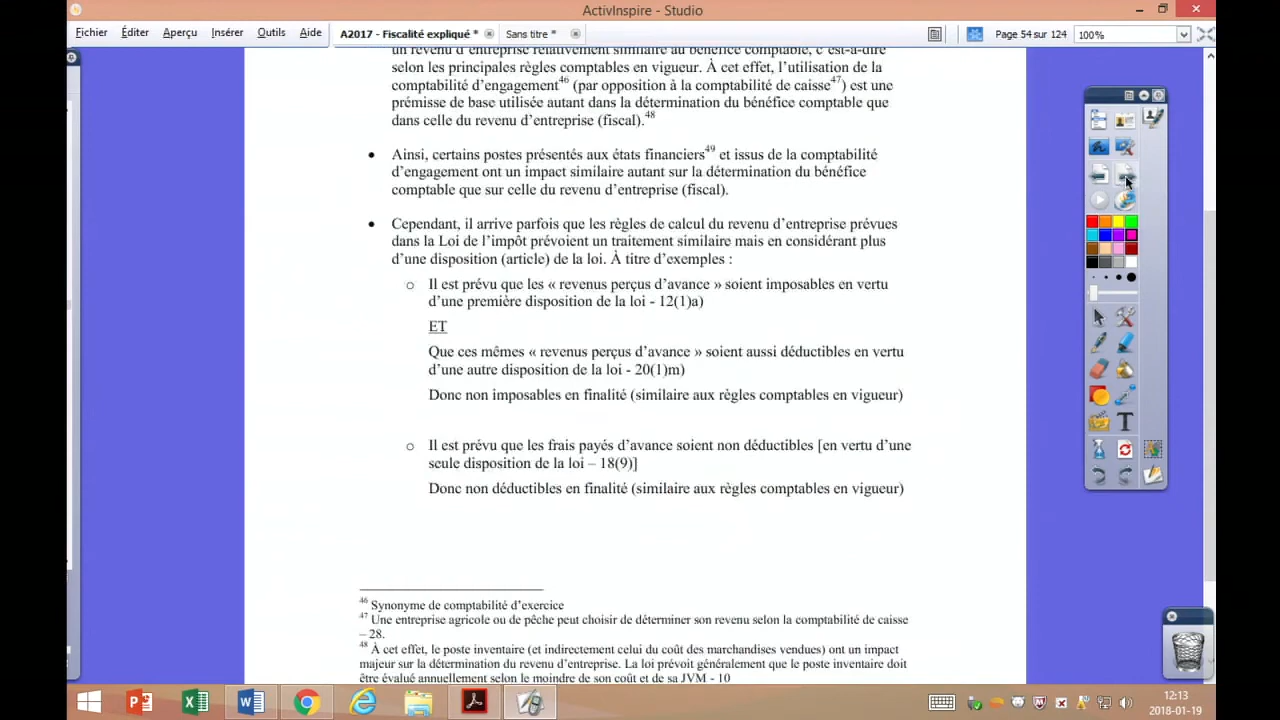 ActivInspire - Studio
Fichier Éditer Aperçu Insérer Outils Aide
A2017 - Fiscalité expliqué * Sans titre *
Page 54 sur 124 100%
un revenu d'entreprise relativement similaire au bénéfice comptable, c'est-à-dire
selon les principales règles comptables en vigueur. À cet effet, l'utilisation de la
comptabilité d'engagement46 (par opposition à la comptabilité de caisse47) est une
prémisse de base utilisée autant dans la détermination du bénéfice comptable que
dans celle du revenu d'entreprise (fiscal).48
• Ainsi, certains postes présentés aux états financiers49 et issus de la comptabilité
d'engagement ont un impact similaire autant sur la détermination du bénéfice
comptable que sur celle du revenu d'entreprise (fiscal).
• Cependant, il arrive parfois que les règles de calcul du revenu d'entreprise prévues
dans la Loi de l'impôt prévoient un traitement similaire mais en considérant plus
d'une disposition (article) de la loi. À titre d'exemples :
o Il est prévu que les « revenus perçus d'avance » soient imposables en vertu
d'une première disposition de la loi - 12(1)a)
ET
Que ces mêmes « revenus perçus d'avance » soient aussi déductibles en vertu
d'une autre disposition de la loi - 20(1)m)
Donc non imposables en finalité (similaire aux règles comptables en vigueur)
o Il est prévu que les frais payés d'avance soient non déductibles [en vertu d'une
seule disposition de la loi – 18(9)]
Donc non déductibles en finalité (similaire aux règles comptables en vigueur)
46 Synonyme de comptabilité d'exercice
47 Une entreprise agricole ou de pêche peut choisir de déterminer son revenu selon la comptabilité de caisse
– 28.
48 À cet effet, le poste inventaire (et indirectement celui du coût des marchandises vendues) ont un impact
majeur sur la détermination du revenu d'entreprise. La loi prévoit généralement que le poste inventaire doit
être évalué annuellement selon le moindre de son coût et de sa JVM - 10
12:13
2018-01-19